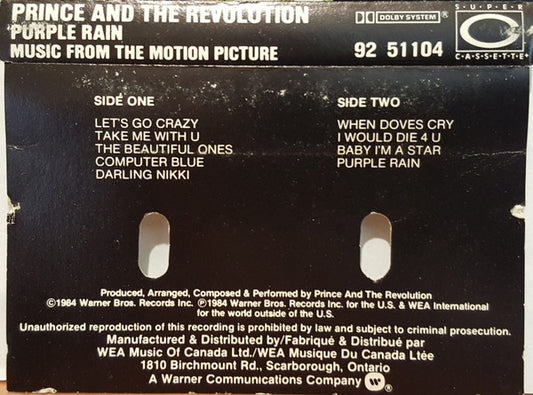 PRINCE AND THE REVOLUTION
PURPLE RAIN
MUSIC FROM THE MOTION PICTURE
DOLBY SYSTEM®
92 51104
SUPER
CASSETTE
SIDE ONE
LET'S GO CRAZY
TAKE ME WITH U
THE BEAUTIFUL ONES
COMPUTER BLUE
DARLING NIKKI
SIDE TWO
WHEN DOVES CRY
I WOULD DIE 4 U
BABY I'M A STAR
PURPLE RAIN
Produced, Arranged, Composed & Performed by Prince And The Revolution
©1984 Warner Bros. Records Inc. ℗1984 Warner Bros. Records Inc. for the U.S. & WEA International
for the world outside of the U.S.
Unauthorized reproduction of this recording is prohibited by law and subject to criminal prosecution.
Manufactured & Distributed by/Fabriqué & Distribué par
WEA Music Of Canada Ltd./WEA Musique Du Canada Ltée
1810 Birchmount Rd., Scarborough, Ontario
A Warner Communications Company ®.